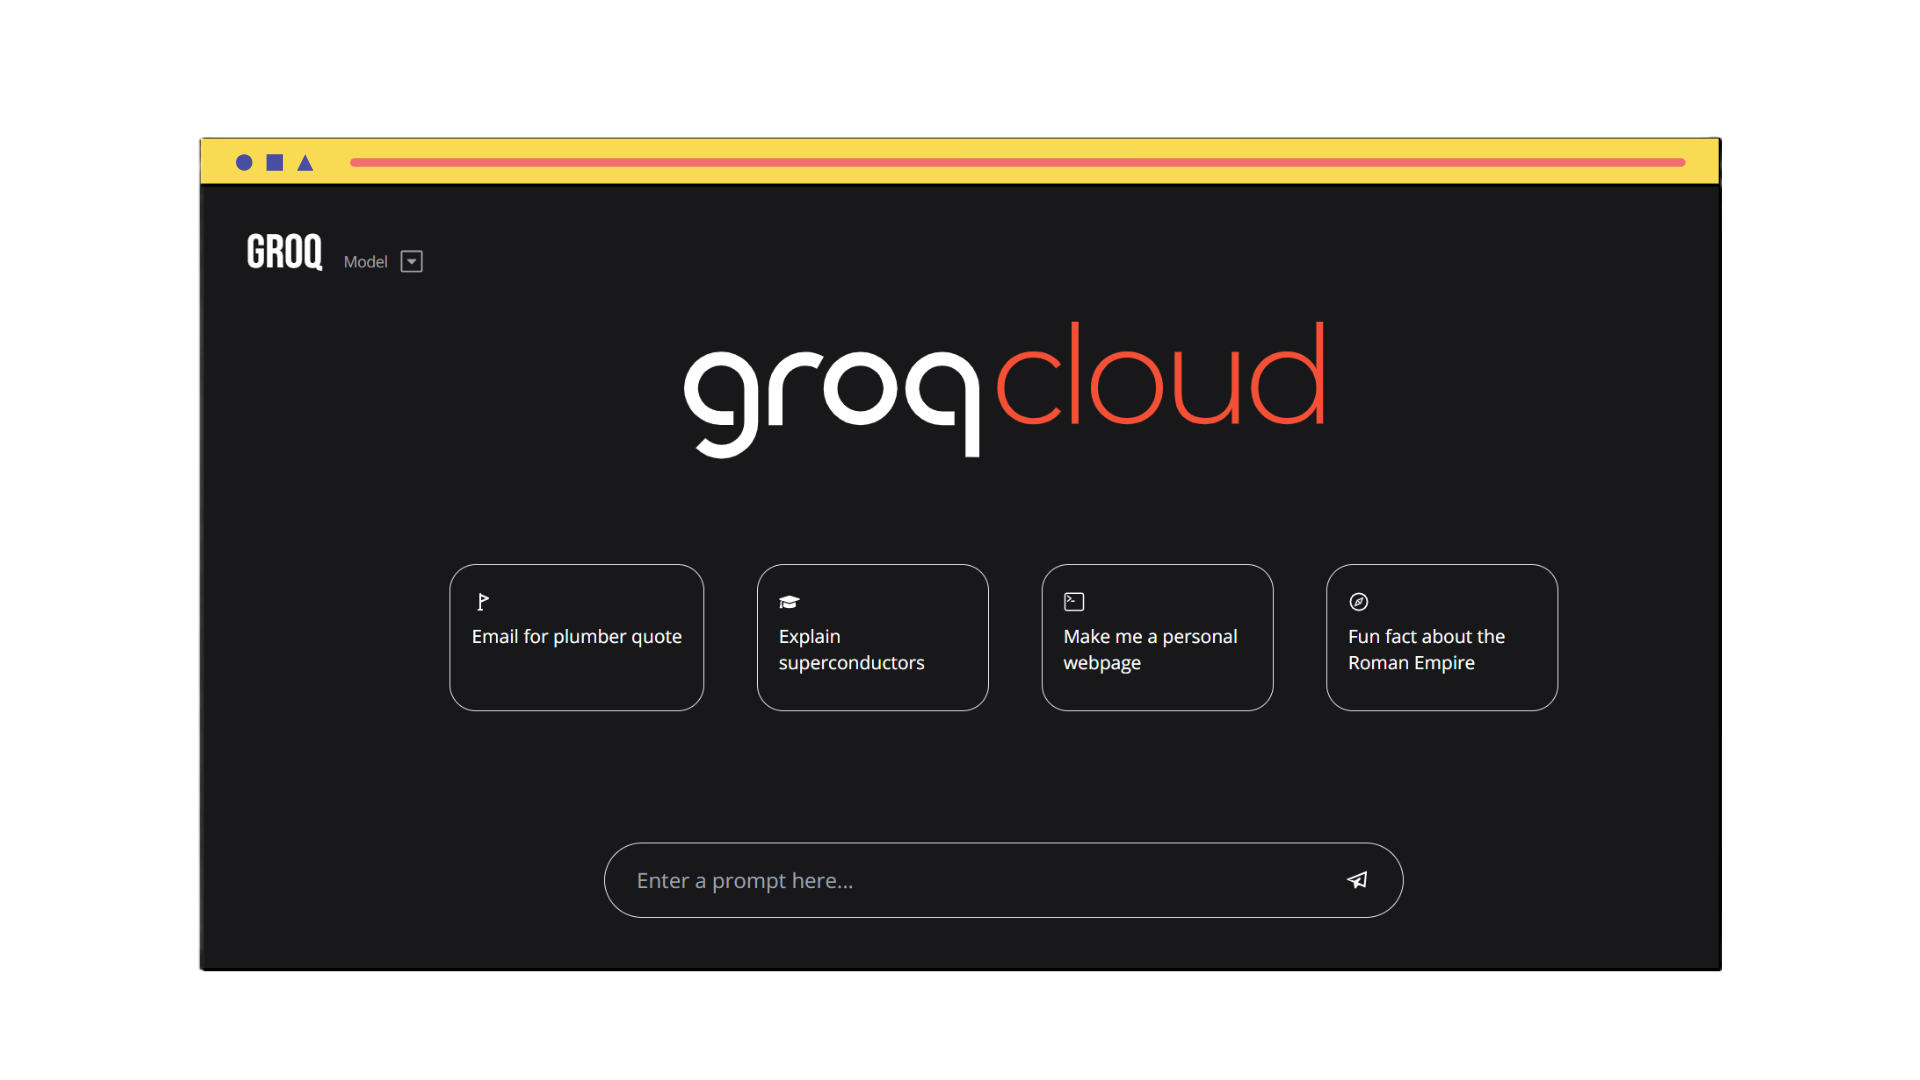 GROQ
Model
groqcloud
Email for plumber quote
Explain
superconductors
Make me a personal
webpage
Fun fact about the
Roman Empire
Enter a prompt here...